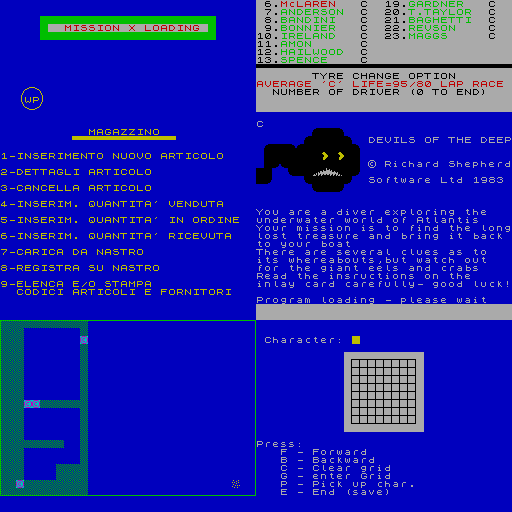 MISSION X LOADING
WP
MAGAZZINO
1-INSERIMENTO NUOVO ARTICOLO
2-DETTAGLI ARTICOLO
3-CANCELLA ARTICOLO
4-INSERIM. QUANTITA' VENDUTA
5-INSERIM. QUANTITA' IN ORDINE
6-INSERIM. QUANTITA' RICEVUTA
7-CARICA DA NASTRO
8-REGISTRA SU NASTRO
9-ELENCA E/O STAMPA
CODICI ARTICOLI E FORNITORI
6.McLAREN C 19.GARDNER C
7.ANDERSON C 20.T.TAYLOR C
8.BANDINI C 21.BAGHETTI C
9.GINTHER C 22.REVSON C
10.IRELAND C 23.MAGGS C
11.AMON C
12.HAILWOOD C
13.SPENCE C
TYRE CHANGE OPTION
AVERAGE 'C' LIFE=95/80 LAP RACE
NUMBER OF DRIVER (0 TO END)
C
DEVILS OF THE DEEP
© Richard Shepherd
Software Ltd 1983
You are a diver exploring the
underwater world of Atlantis
Your mission is to find the long
lost treasure and bring it back
to your boat
There are several clues as to
its whereabouts,but watch out
for the giant eels and crabs
Read the insructions on the
inlay card carefully- good luck!
Program loading - please wait
Character:
Press:
F - Forward
B - Backward
C - Clear grid
G - enter Grid
P - Pick up char.
E - End (save)